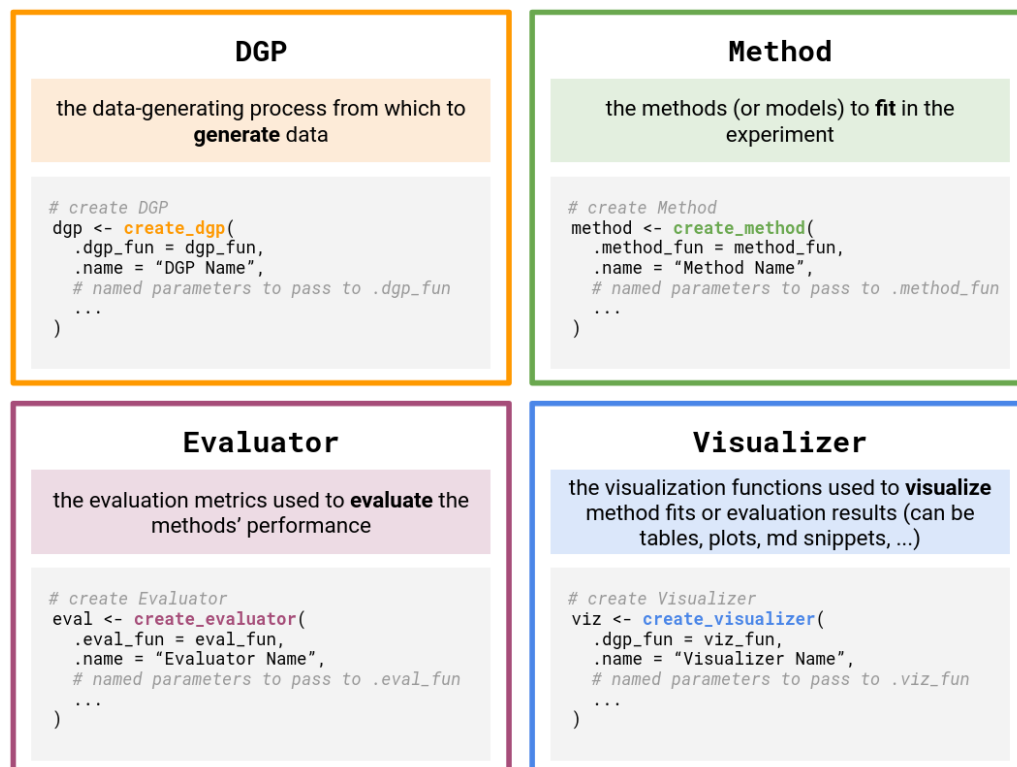 DGP
the data-generating process from which to
generate data
# create DGP
dgp <- create_dgp(
.dgp_fun = dgp_fun,
.name = “DGP Name”,
# named parameters to pass to .dgp_fun
...
)
Method
the methods (or models) to fit in the
experiment
# create Method
method <- create_method(
.method_fun = method_fun,
.name = “Method Name”,
# named parameters to pass to .method_fun
...
)
Evaluator
the evaluation metrics used to evaluate the
methods’ performance
# create Evaluator
eval <- create_evaluator(
.eval_fun = eval_fun,
.name = “Evaluator Name”,
# named parameters to pass to .eval_fun
...
)
Visualizer
the visualization functions used to visualize
method fits or evaluation results (can be
tables, plots, md snippets, ...)
# create Visualizer
viz <- create_visualizer(
.dgp_fun = viz_fun,
.name = “Visualizer Name”,
# named parameters to pass to .viz_fun
...
)